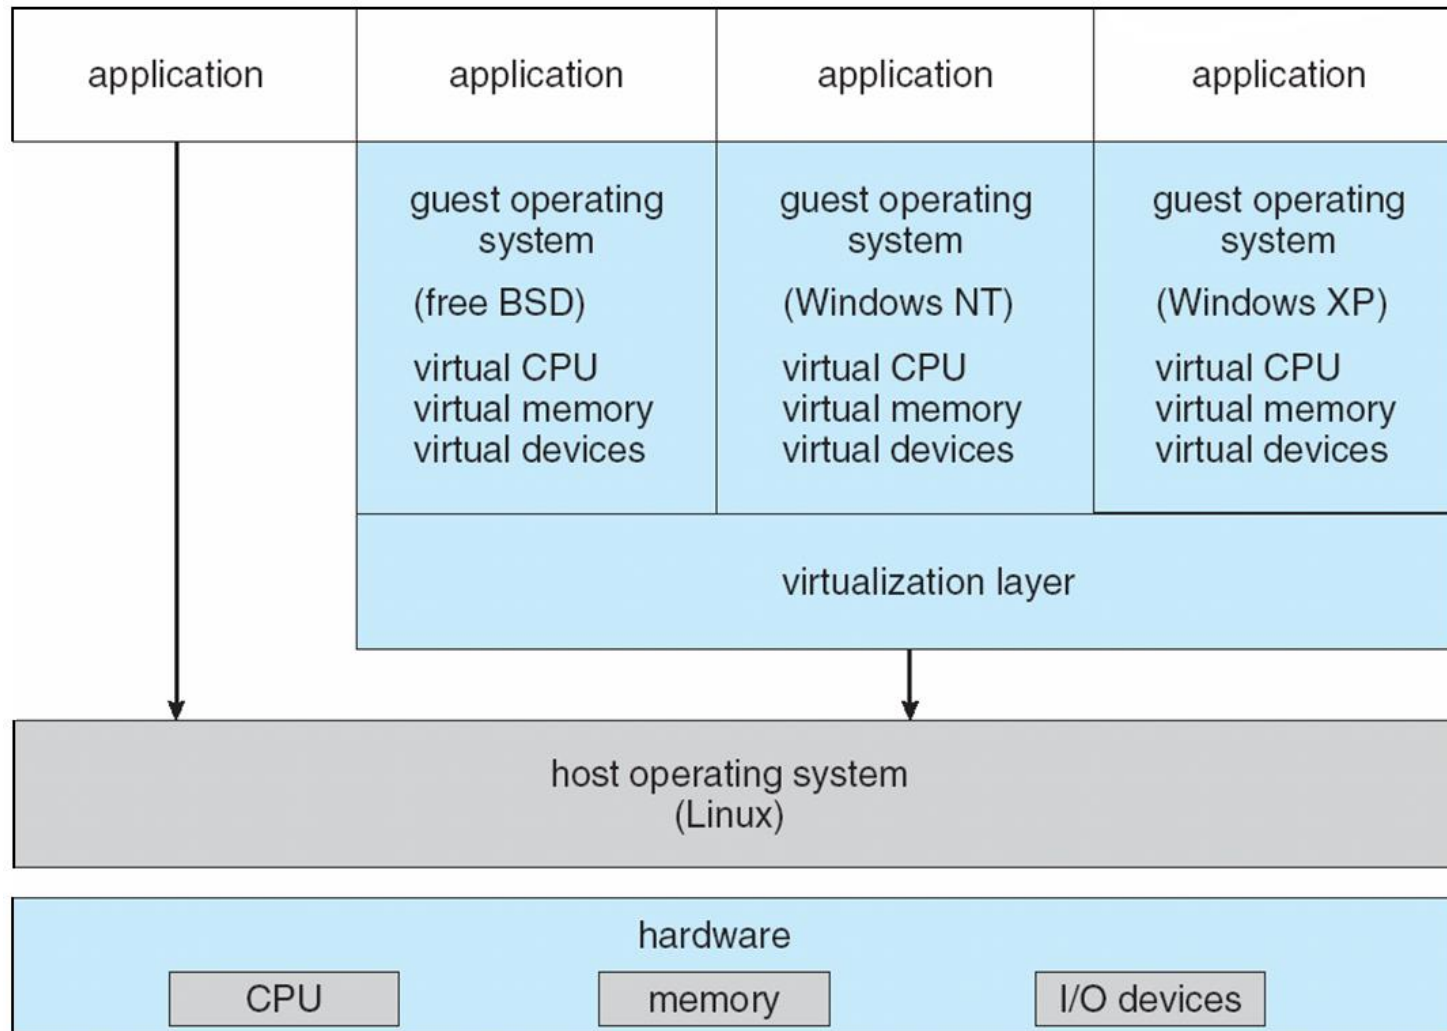 application
application
application
application
guest operating
system
(free BSD)
virtual CPU
virtual memory
virtual devices
guest operating
system
(Windows NT)
virtual CPU
virtual memory
virtual devices
guest operating
system
(Windows XP)
virtual CPU
virtual memory
virtual devices
virtualization layer
host operating system
(Linux)
hardware
CPU
memory
I/O devices